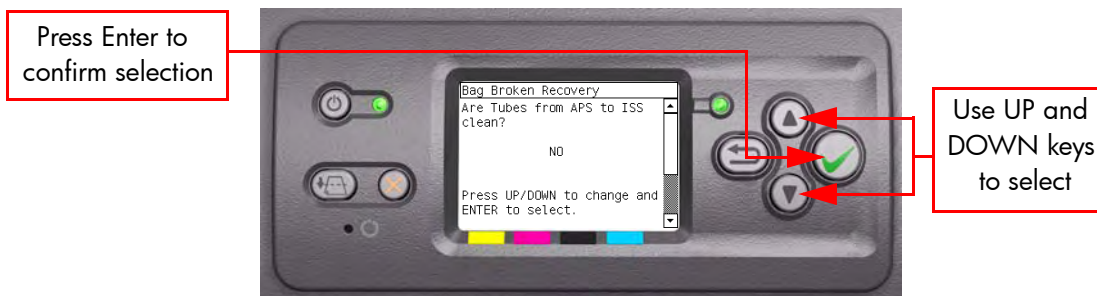 Press Enter to
confirm selection
Bag Broken Recovery
Are Tubes from APS to ISS
clean?
NO
Press UP/DOWN to change and
ENTER to select.
Use UP and
DOWN keys
to select